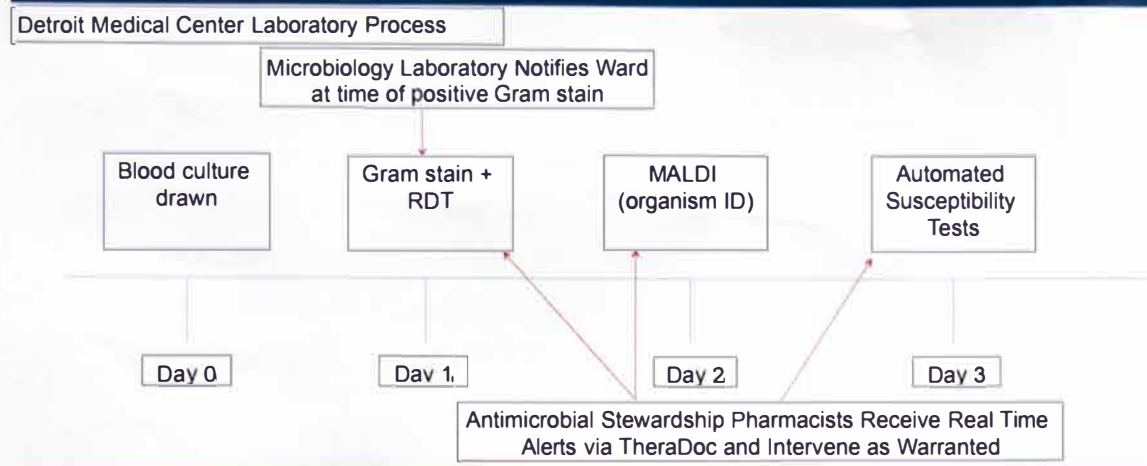 Detroit Medical Center Laboratory Process
Microbiology Laboratory Notifies Ward
at time of positive Gram stain
Blood culture
drawn
Gram stain +
RDT
MALDI
(organism ID)
Automated
Susceptibility
Tests
Day 0
Day 1
Day 2
Day 3
Antimicrobial Stewardship Pharmacists Receive Real Time
Alerts via TheraDoc and Intervene as Warranted